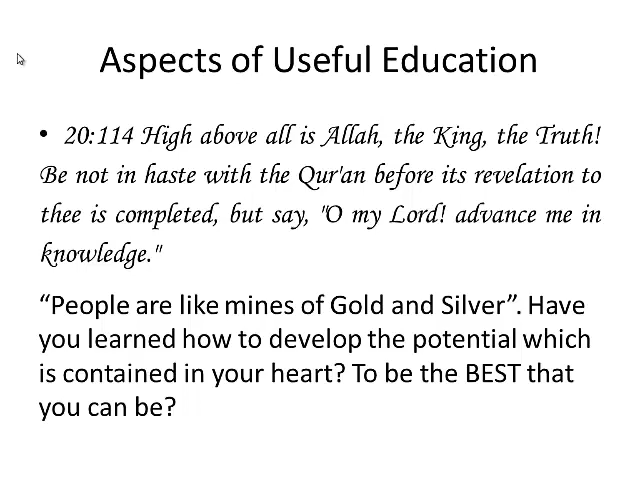 Aspects of Useful Education
• 20:114 High above all is Allah, the King, the Truth!
Be not in haste with the Qur'an before its revelation to
thee is completed, but say, "O my Lord! advance me in
knowledge."
“People are like mines of Gold and Silver”. Have
you learned how to develop the potential which
is contained in your heart? To be the BEST that
you can be?